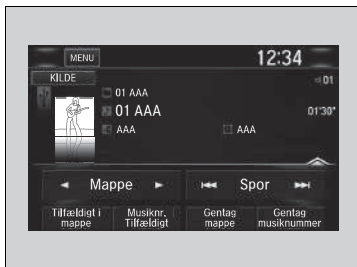 MENU 12:34
KILDE 01
01 AAA
01 AAA 01'30"
AAA AAA
Mappe Spor
Tilfældigt i mappe
Musiknr. Tilfældigt
Gentag mappe
Gentag musiknummer